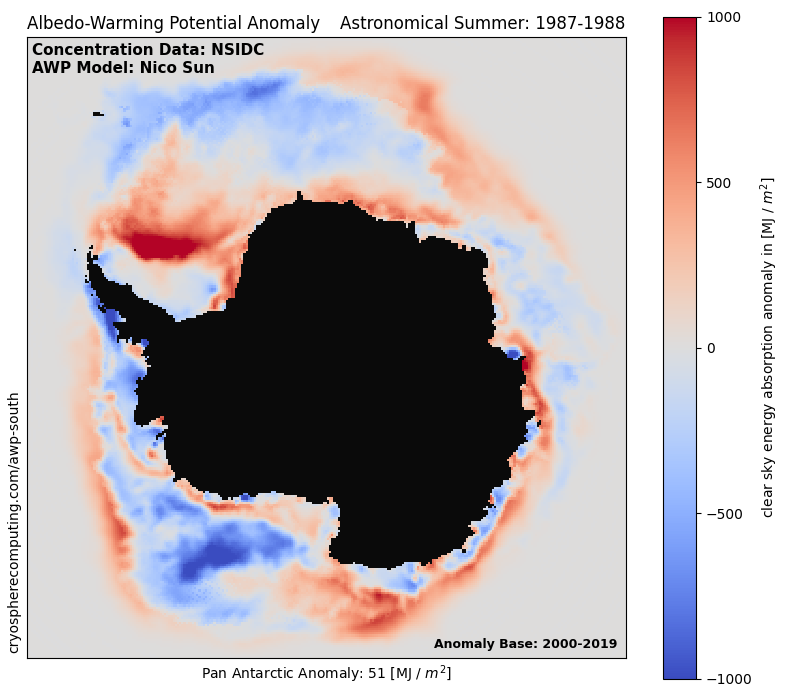 Albedo-Warming Potential Anomaly    Astronomical Summer: 1987-1988
Concentration Data: NSIDC
AWP Model: Nico Sun
cryospherecomputing.com/awp-south
Anomaly Base: 2000-2019
Pan Antarctic Anomaly: 51 [MJ / m²]
1000
500
0
−500
−1000
clear sky energy absorption anomaly in [MJ / m²]